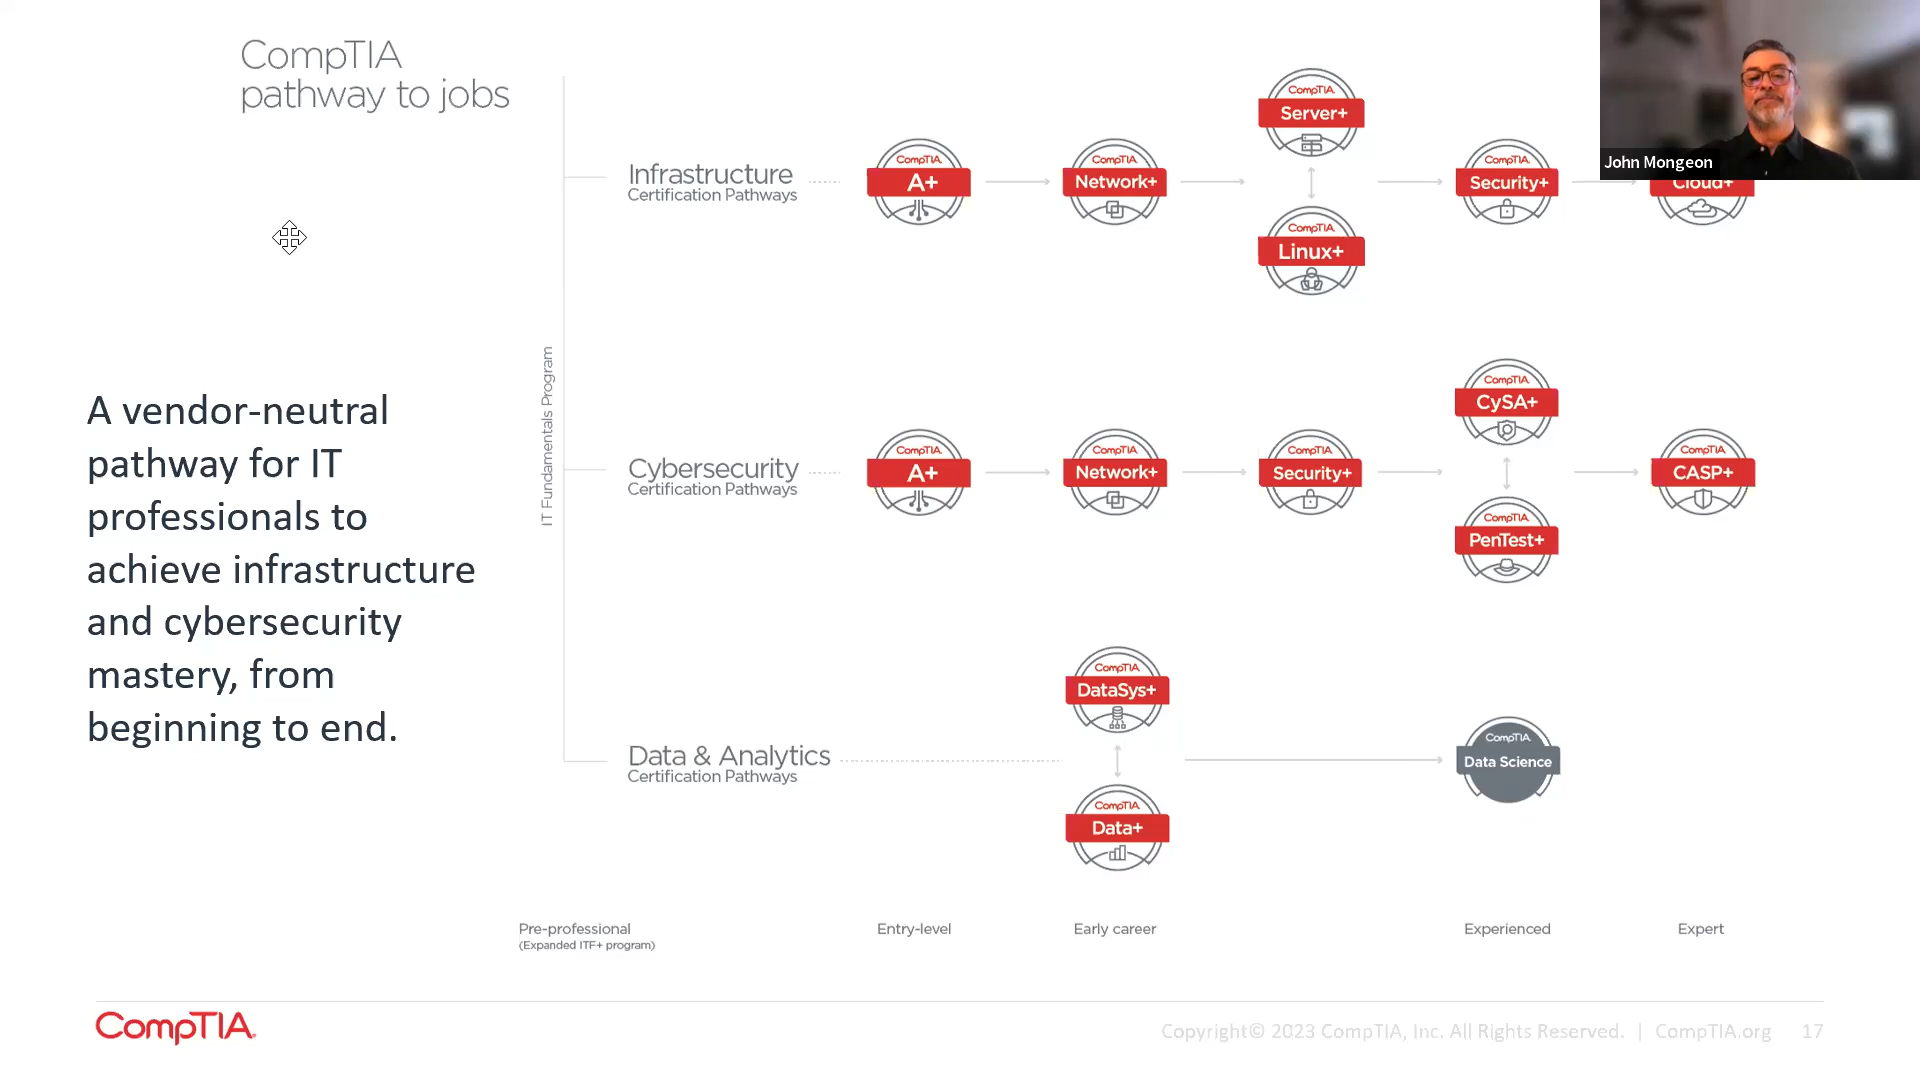 CompTIA
pathway to jobs
John Mongeon
CompTIA
Server+
Infrastructure
Certification Pathways
CompTIA
A+
CompTIA
Network+
CompTIA
Linux+
CompTIA
Security+
Cloud+
A vendor-neutral
pathway for IT
professionals to
achieve infrastructure
and cybersecurity
mastery, from
beginning to end.
IT Fundamentals Program
Cybersecurity
Certification Pathways
CompTIA
A+
CompTIA
Network+
CompTIA
Security+
CompTIA
CySA+
CompTIA
PenTest+
CompTIA
CASP+
Data & Analytics
Certification Pathways
CompTIA
DataSys+
CompTIA
Data+
CompTIA
Data Science
Pre-professional
(Expanded ITF+ program)
Entry-level
Early career
Experienced
Expert
CompTIA.
Copyright© 2023 CompTIA, Inc. All Rights Reserved. | CompTIA.org 17